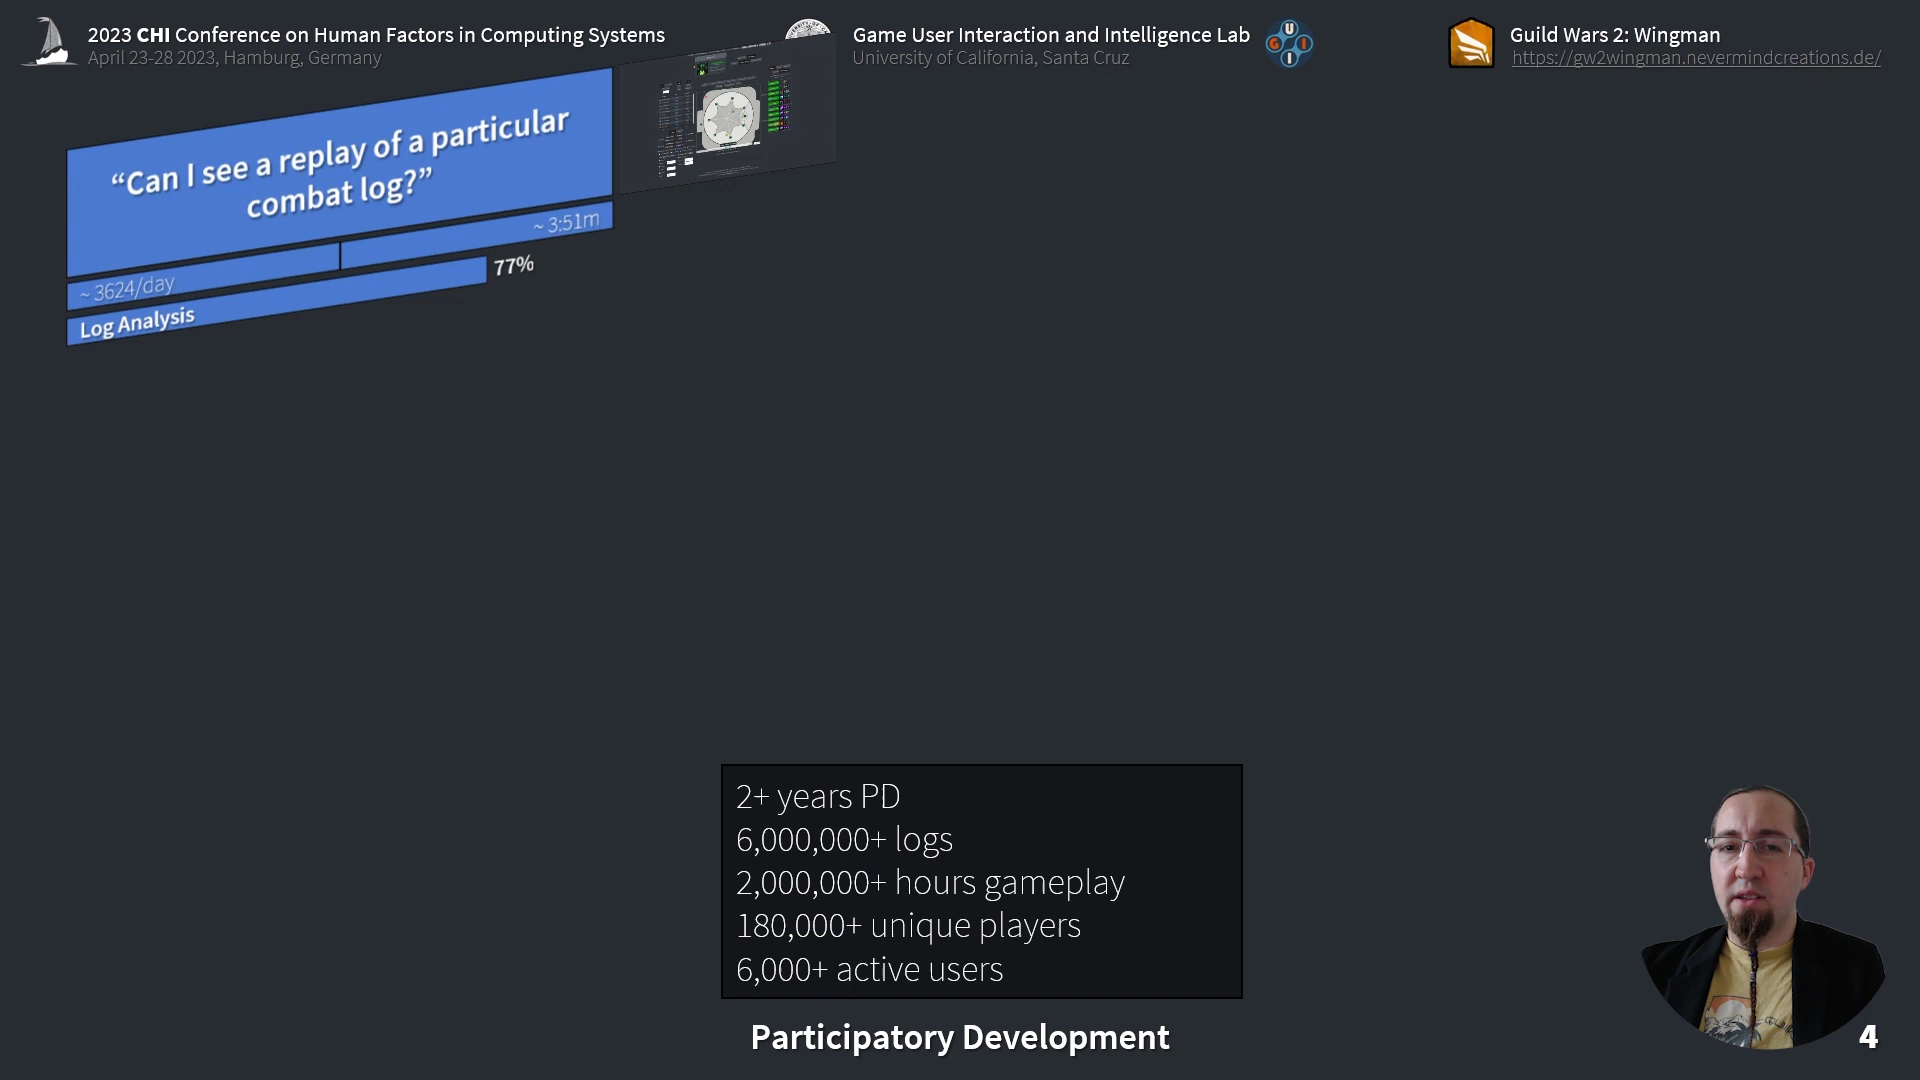 2023 CHI Conference on Human Factors in Computing Systems
April 23-28 2023, Hamburg, Germany
Game User Interaction and Intelligence Lab
University of California, Santa Cruz
U
G I
I
Guild Wars 2: Wingman
https://gw2wingman.nevermindcreations.de/
“Can I see a replay of a particular
combat log?”
~ 3624/day
~ 3:51m
Log Analysis
77%
2+ years PD
6,000,000+ logs
2,000,000+ hours gameplay
180,000+ unique players
6,000+ active users
Participatory Development
4